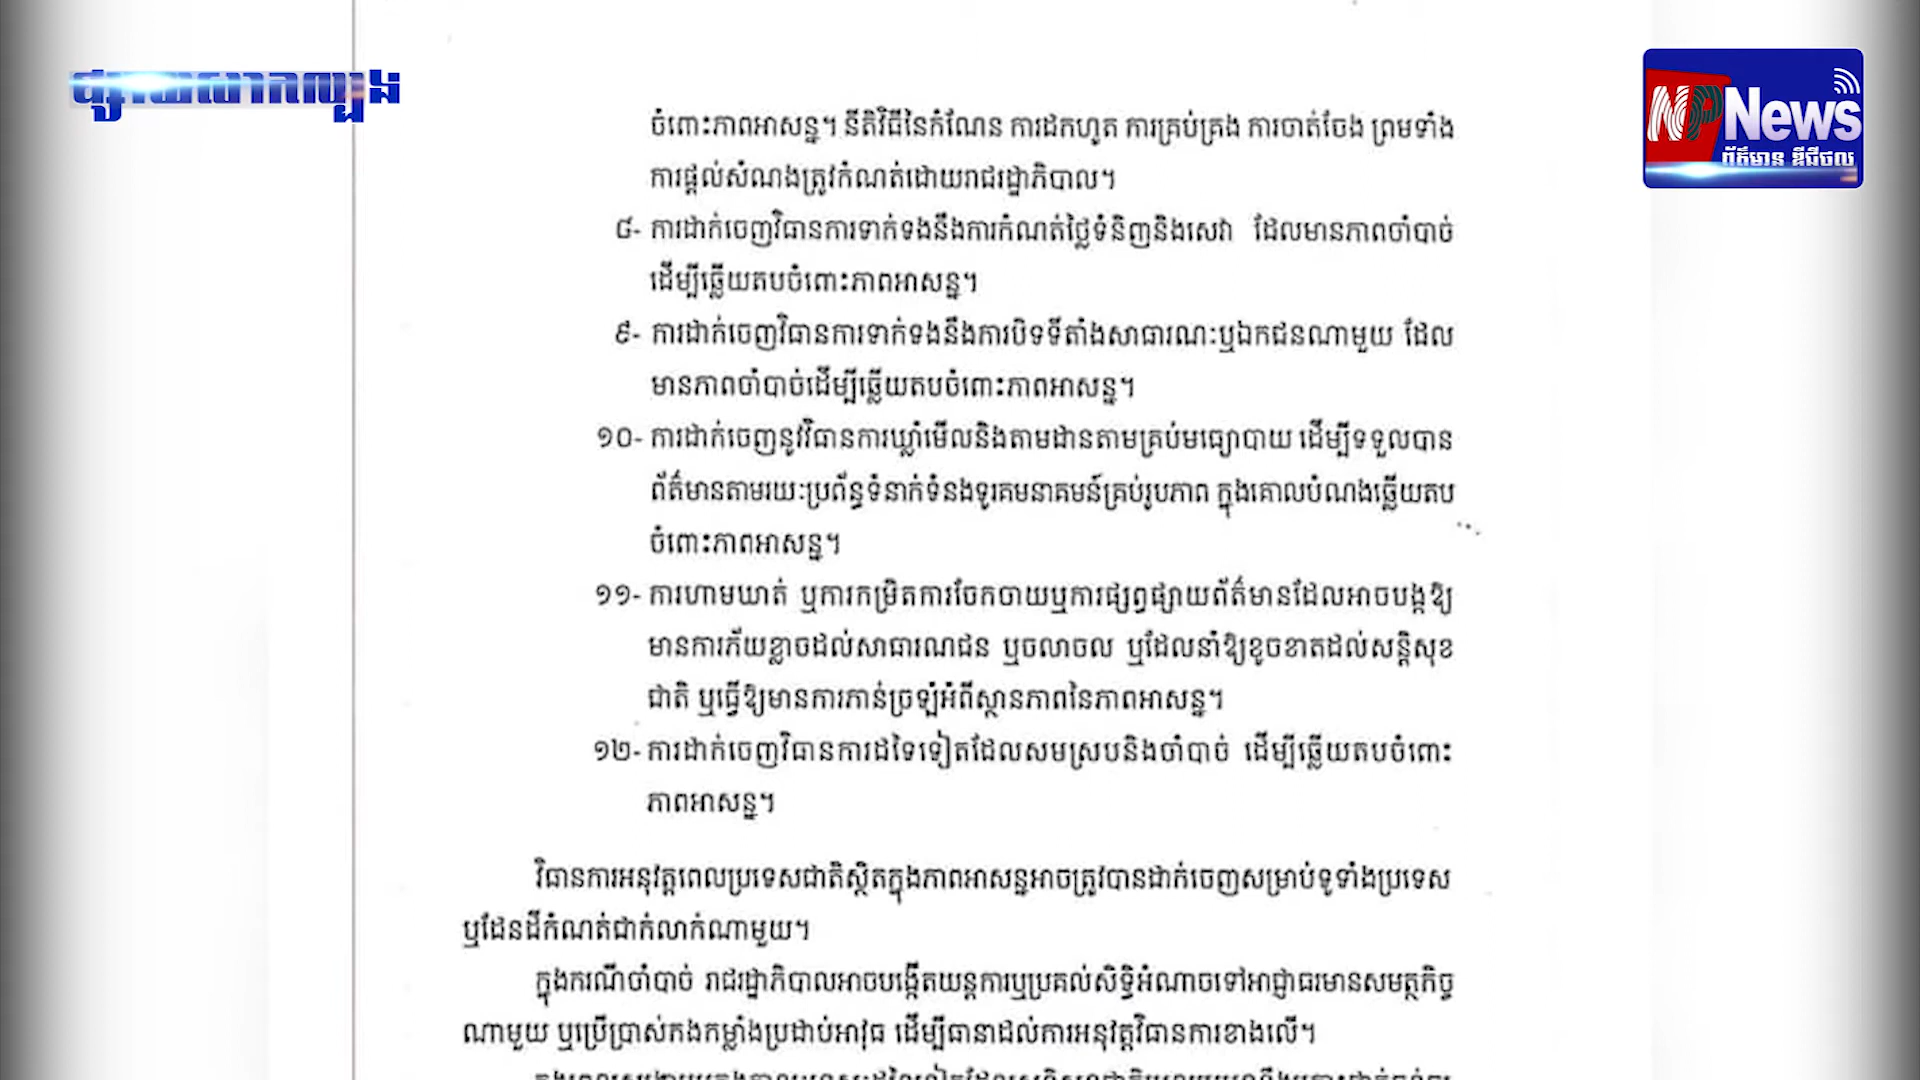 ផ្សាយសាកល្បង
NP News
ព័ត៌មាន ឌីជីថល
ចំពោះភាពអាសន្ន។ នីតិវិធីនៃកំណែន ការដកហូត ការគ្រប់គ្រង ការចាត់ចែង ព្រមទាំង
ការផ្តល់សំណងត្រូវកំណត់ដោយរាជរដ្ឋាភិបាល។
៨- ការដាក់ចេញវិធានការទាក់ទងនឹងការកំណត់ថ្លៃទំនិញនិងសេវា ដែលមានភាពចាំបាច់
ដើម្បីឆ្លើយតបចំពោះភាពអាសន្ន។
៩- ការដាក់ចេញវិធានការទាក់ទងនឹងការបិទទីតាំងសាធារណៈឬឯកជនណាមួយ ដែល
មានភាពចាំបាច់ដើម្បីឆ្លើយតបចំពោះភាពអាសន្ន។
១០- ការដាក់ចេញនូវវិធានការឃ្លាំមើលនិងតាមដានតាមគ្រប់មធ្យោបាយ ដើម្បីទទួលបាន
ព័ត៌មានតាមរយៈប្រព័ន្ធទំនាក់ទំនងទូរគមនាគមន៍គ្រប់រូបភាព ក្នុងគោលបំណងឆ្លើយតប
ចំពោះភាពអាសន្ន។
១១- ការហាមឃាត់ ឬការកម្រិតការចែកចាយឬការផ្សព្វផ្សាយព័ត៌មានដែលអាចបង្កឱ្យ
មានការភ័យខ្លាចដល់សាធារណជន ឬចលាចល ឬដែលនាំឱ្យខូចខាតដល់សន្តិសុខ
ជាតិ ឬធ្វើឱ្យមានការភាន់ច្រឡំអំពីស្ថានភាពនៃភាពអាសន្ន។
១២- ការដាក់ចេញវិធានការដទៃទៀតដែលសមស្របនិងចាំបាច់ ដើម្បីឆ្លើយតបចំពោះ
ភាពអាសន្ន។
វិធានការអនុវត្តពេលប្រទេសជាតិស្ថិតក្នុងភាពអាសន្នអាចត្រូវបានដាក់ចេញសម្រាប់ទូទាំងប្រទេស
ឬដែនដីកំណត់ជាក់លាក់ណាមួយ។
ក្នុងករណីចាំបាច់ រាជរដ្ឋាភិបាលអាចបង្កើតយន្តការឬប្រគល់សិទ្ធិអំណាចទៅអាជ្ញាធរមានសមត្ថកិច្ច
ណាមួយ ឬប្រើប្រាស់កងកម្លាំងប្រដាប់អាវុធ ដើម្បីធានាដល់ការអនុវត្តវិធានការខាងលើ។